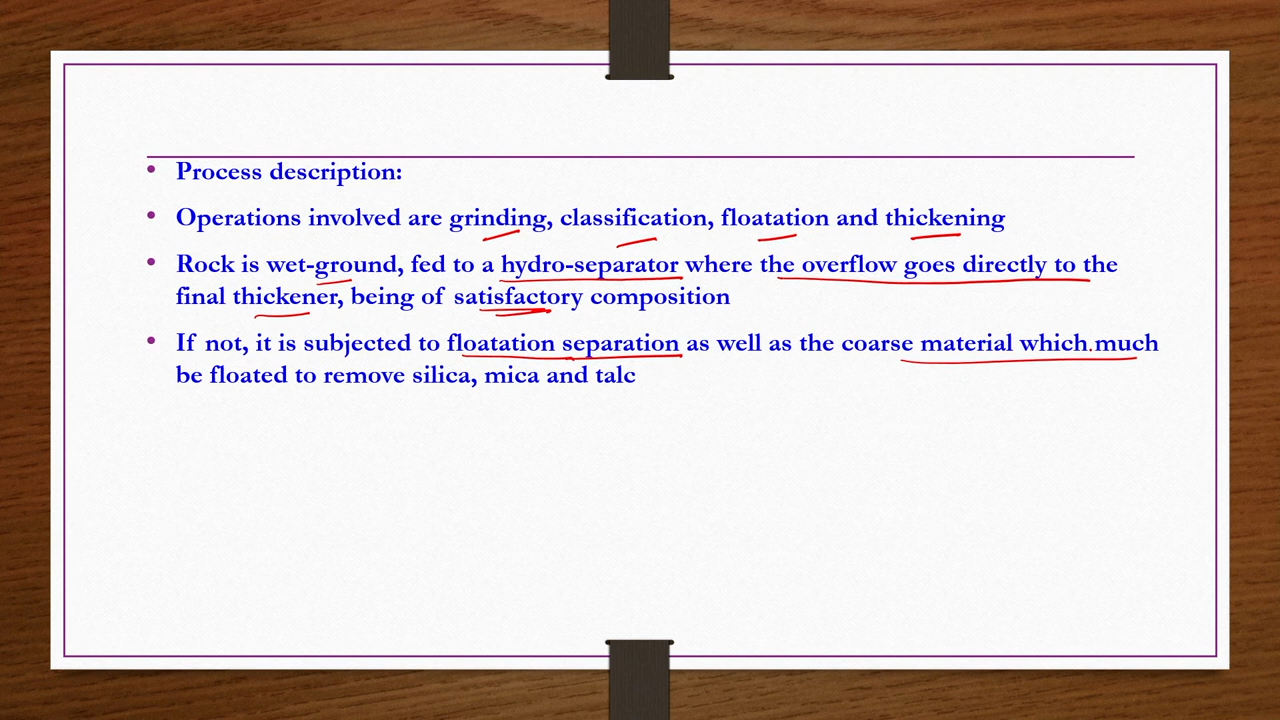 • Process description:
• Operations involved are grinding, classification, floatation and thickening
• Rock is wet-ground, fed to a hydro-separator where the overflow goes directly to the
final thickener, being of satisfactory composition
• If not, it is subjected to floatation separation as well as the coarse material which.much
be floated to remove silica, mica and talc